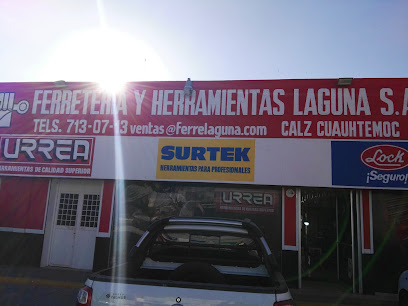 FERRETERIA Y HERRAMIENTAS LAGUNA S.A
TELS. 713-07-13 ventas@Ferrelaguna.com CALZ CUAUHTEMOC
URREA
HERRAMIENTAS DE CALIDAD SUPERIOR
SURTEK
HERRAMIENTAS PARA PROFESIONALES
Lock
¡Seguro!
URREA